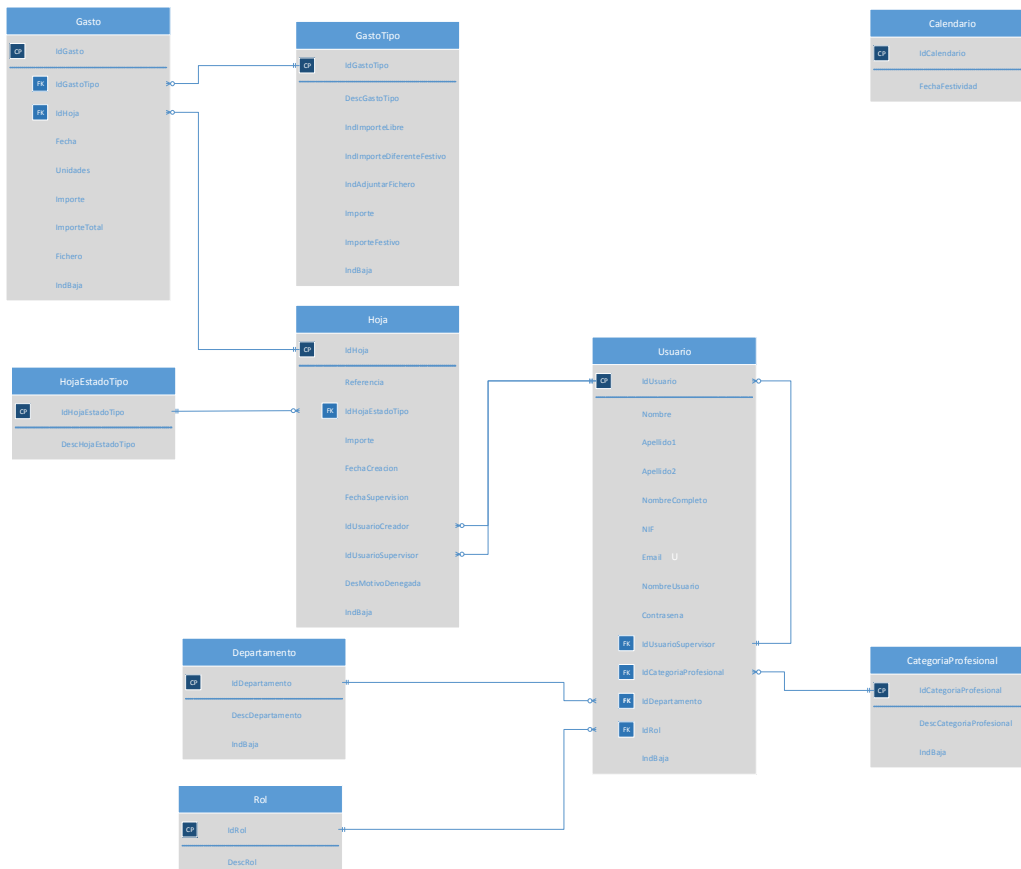 Gasto
CP IdGasto
FK IdGastoTipo
FK IdHoja
Fecha
Unidades
Importe
ImporteTotal
Fichero
IndBaja
GastoTipo
CP IdGastoTipo
DescGastoTipo
IndImporteLibre
IndImporteDiferenteFestivo
IndAdjuntarFichero
Importe
ImporteFestivo
IndBaja
Calendario
CP IdCalendario
FechaFestividad
Hoja
CP IdHoja
Referencia
FK IdHojaEstadoTipo
Importe
FechaCreacion
FechaSupervision
IdUsuarioCreador
IdUsuarioSupervisor
DesMotivoDenegada
IndBaja
HojaEstadoTipo
CP IdHojaEstadoTipo
DescHojaEstadoTipo
Usuario
CP IdUsuario
Nombre
Apellido1
Apellido2
NombreCompleto
NIF
Email U
NombreUsuario
Contrasena
FK IdUsuarioSupervisor
FK IdCategoriaProfesional
FK IdDepartamento
FK IdRol
IndBaja
Departamento
CP IdDepartamento
DescDepartamento
IndBaja
CategoriaProfesional
CP IdCategoriaProfesional
DescCategoriaProfesional
IndBaja
Rol
CP IdRol
DescRol